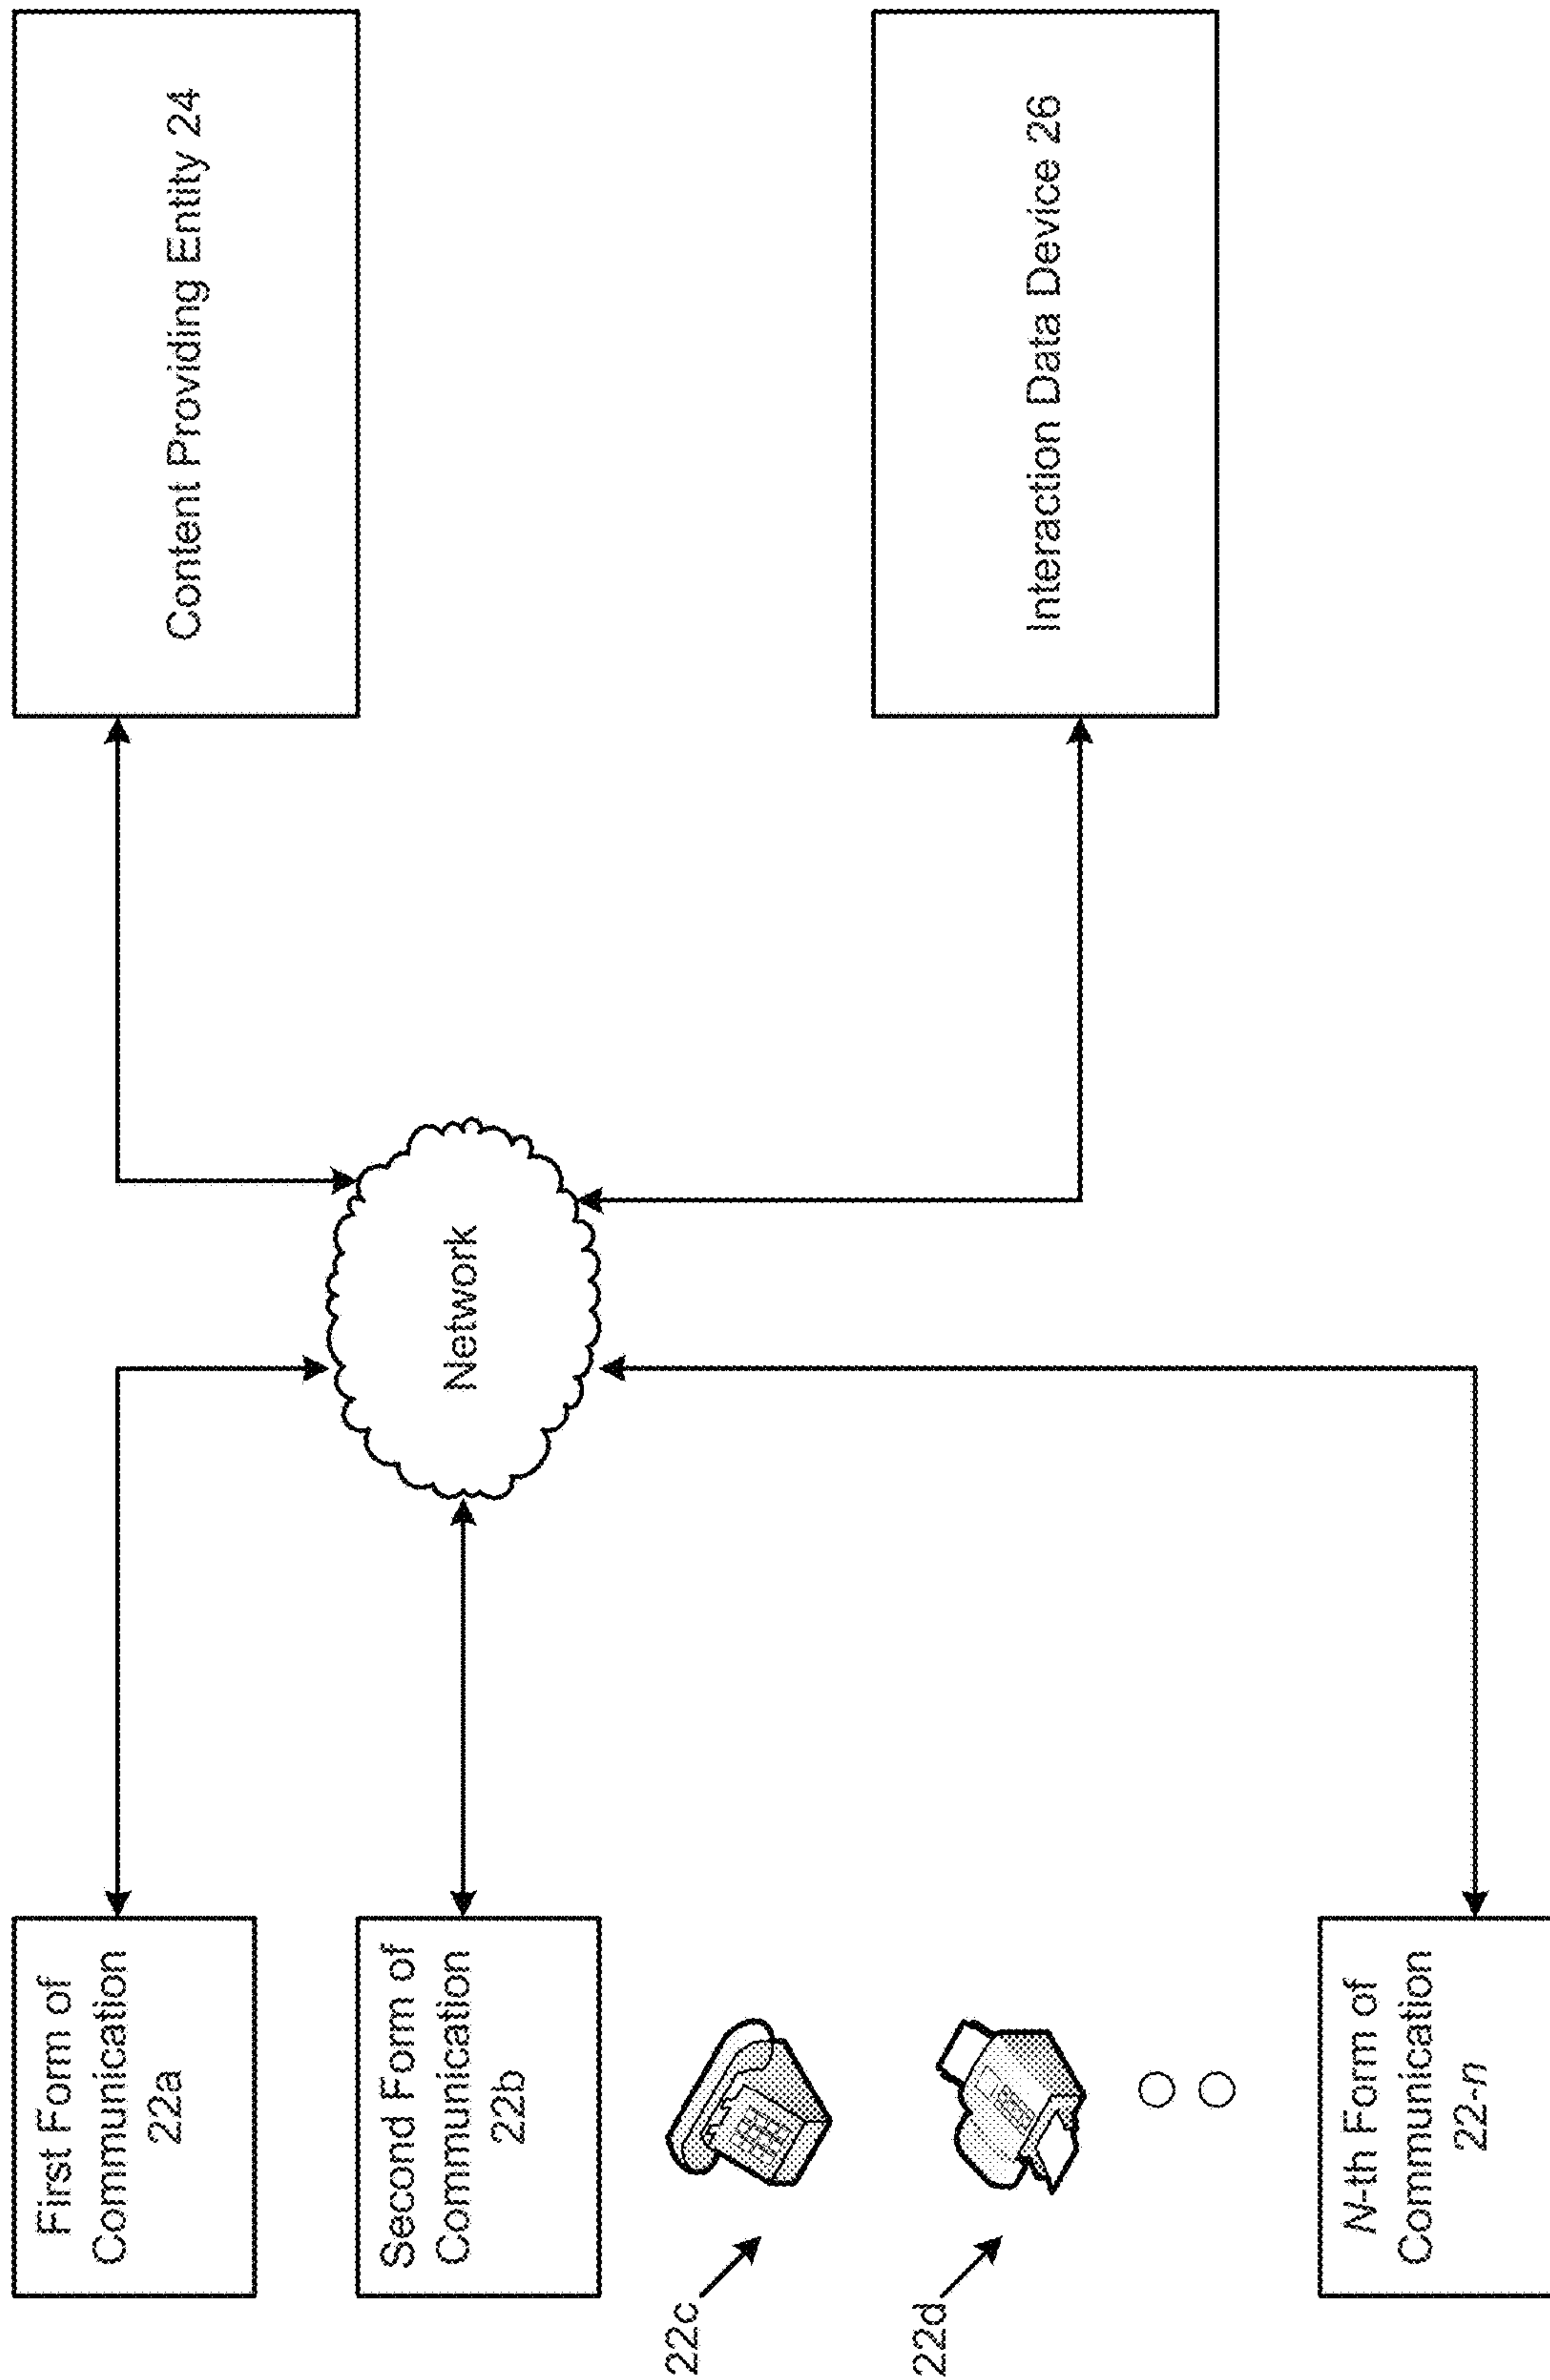 First Form of
Communication
22a
Second Form of
Communication
22b
22c
22d
N-th Form of
Communication
22-n
Network
Content Providing Entity 24
Interaction Data Device 26